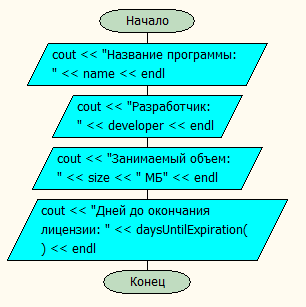 Начало
cout << "Название программы:
" << name << endl
cout << "Разработчик:
" << developer << endl
cout << "Занимаемый объем:
" << size << " МБ" << endl
cout << "Дней до окончания
лицензии: " << daysUntilExpiration(
) << endl
Конец